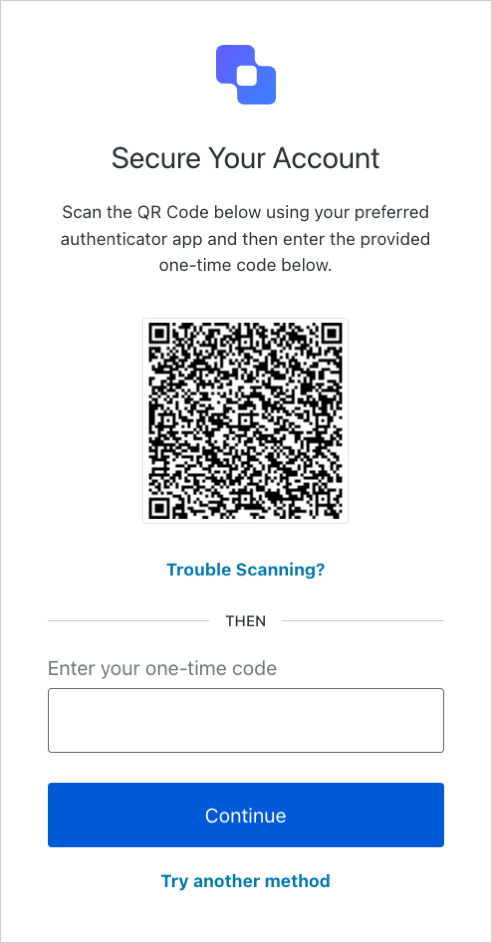 Secure Your Account
Scan the QR Code below using your preferred
authenticator app and then enter the provided
one-time code below.
Trouble Scanning?
THEN
Enter your one-time code
Continue
Try another method